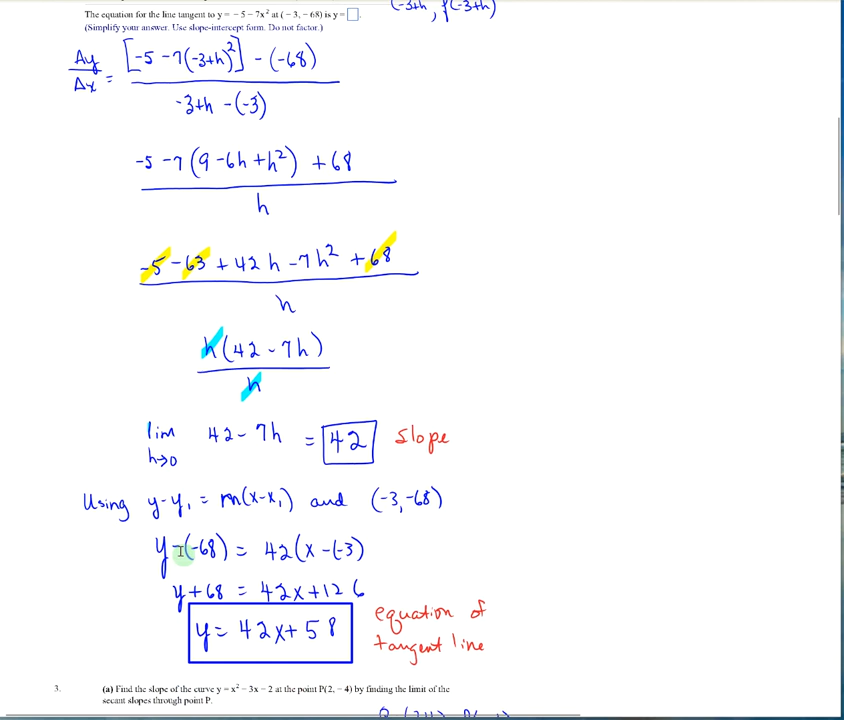 (-3+h, f(-3+h)
The equation for the line tangent to y = − 5 − 7x² at (− 3, − 68) is y =
(Simplify your answer. Use slope-intercept form. Do not factor.)
Δy/Δx = [-5 -7(-3+h)²] - (-68)
-3+h -(-3)
-5 -7(9-6h+h²) +68
h
-5 -63 +42h -7h² +68
h
h(42-7h)
h
lim h→0 42-7h = 42 slope
Using y-y₁ = m(x-x₁) and (-3,-68)
y-(-68) = 42(x-(-3)
y+68 = 42x+126
y = 42x+58 equation of tangent line
3. (a) Find the slope of the curve y = x² − 3x − 2 at the point P(2, − 4) by finding the limit of the
secant slopes through point P.